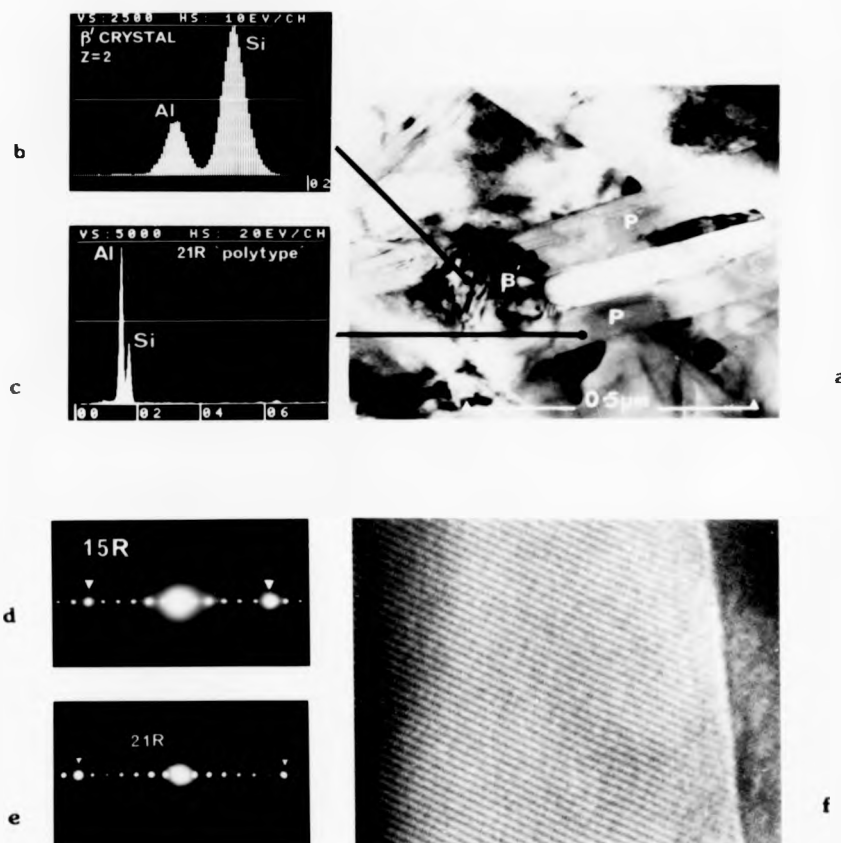 VS:2500 HS: 10EV/CH
β' CRYSTAL
Z=2
Si
Al
02
b
VS:5000 HS: 20EV/CH
Al
21R 'polytype'
Si
00 02 04 06
c
P
β'
P
0·5µm
a
15R
d
21R
e
f